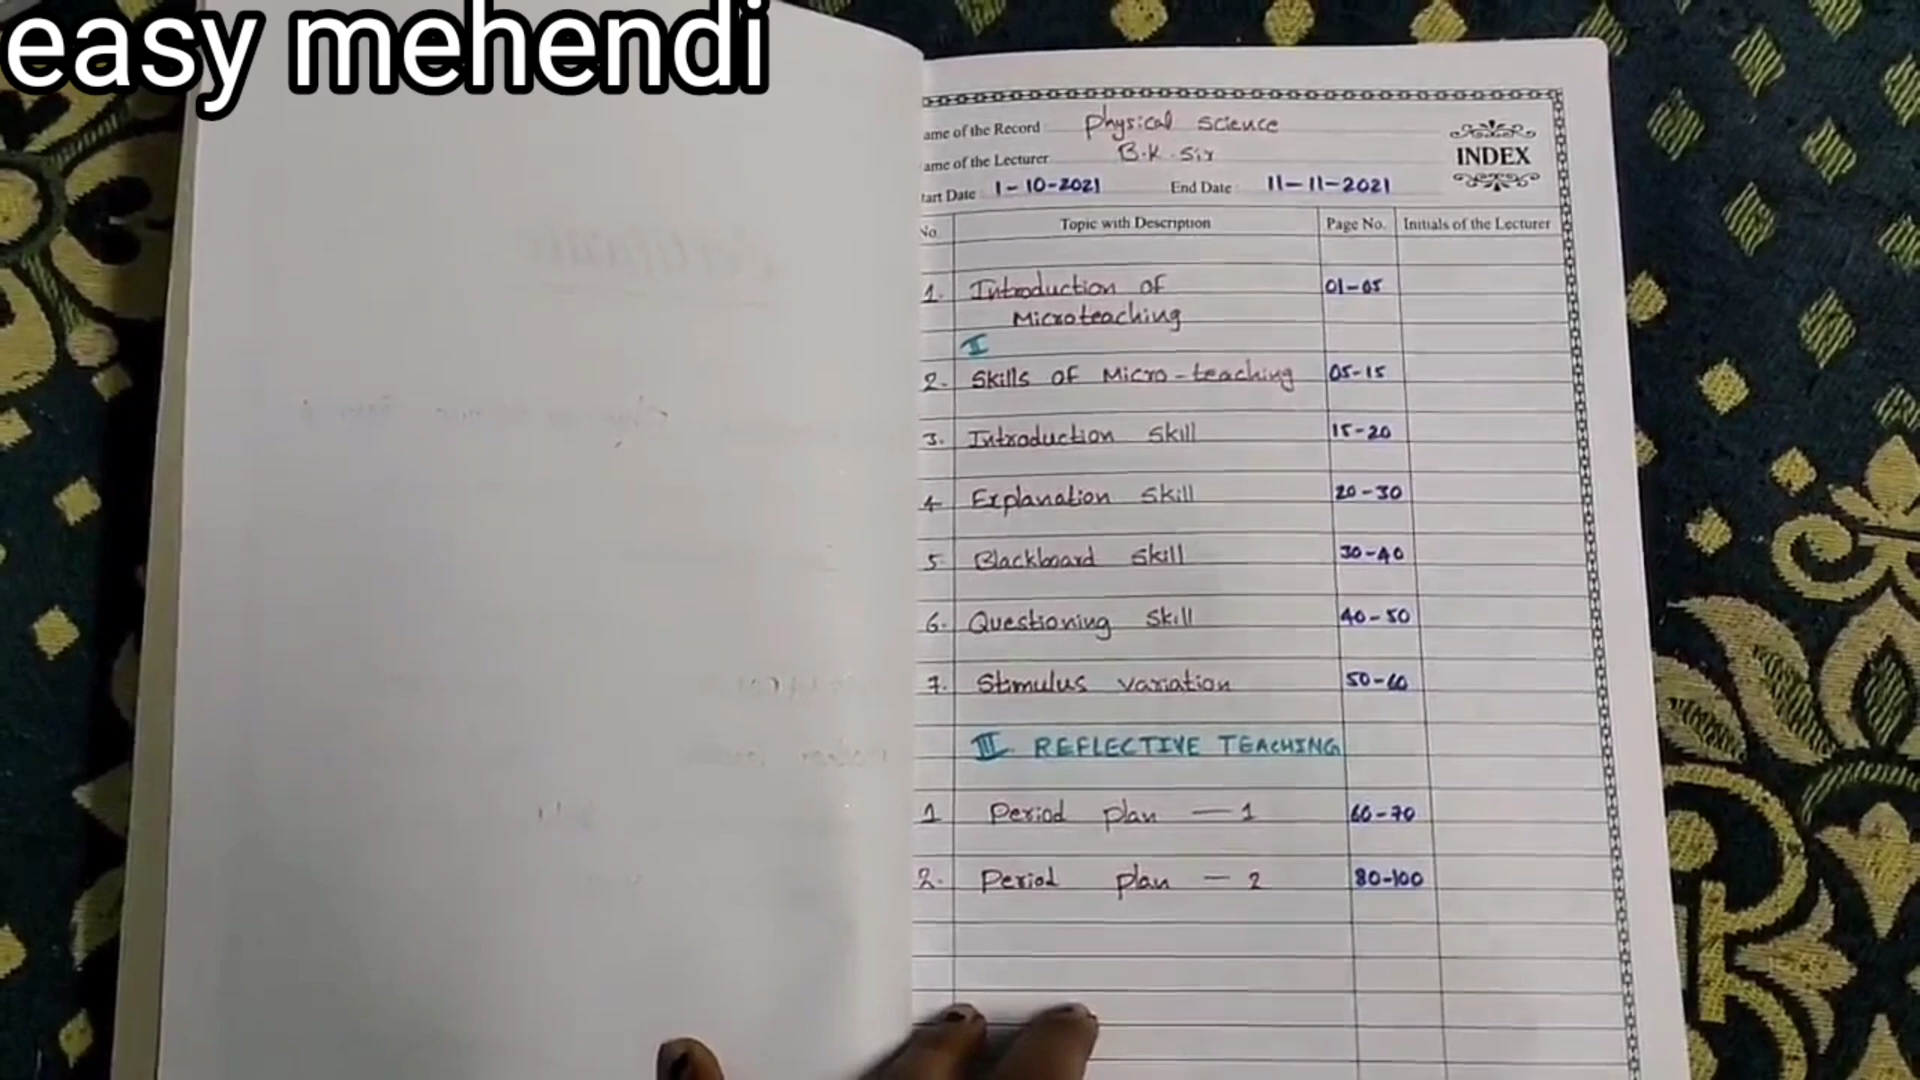 easy mehendi
ame of the Record Physical Science
ame of the Lecturer B.K. Sir
INDEX
tart Date 1-10-2021 End Date : 11-11-2021
No. Topic with Description Page No. Initials of the Lecturer
1. Introduction of 01-05
Microteaching
I
2. Skills of Micro-teaching 05-15
3. Introduction Skill 15-20
4 Explanation Skill 20-30
5 Blackboard Skill 30-40
6. Questioning Skill 40-50
7. Stimulus variation 50-60
III. REFLECTIVE TEACHING
1 Period plan — 1 60-70
2. Period plan — 2 80-100
Certificate